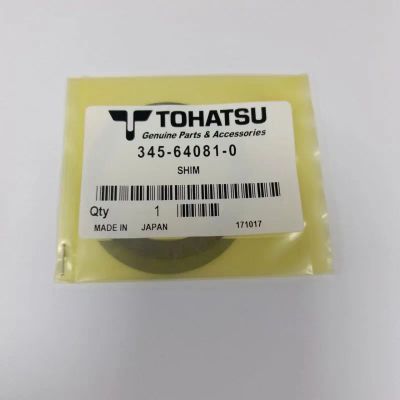 TOHATSU
Genuine Parts & Accessories
345-64081-0
SHIM
Qty 1
MADE IN JAPAN 171017